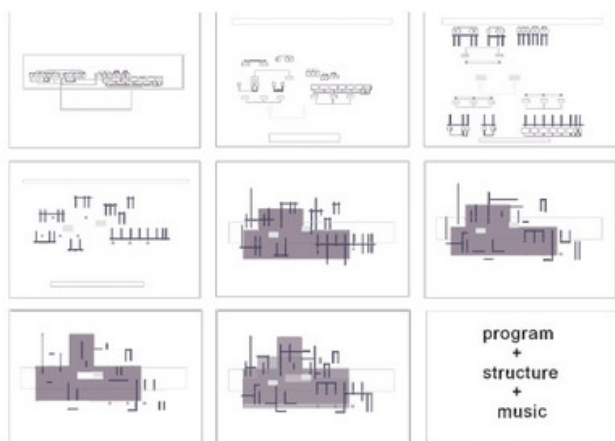 program
+
structure
+
music